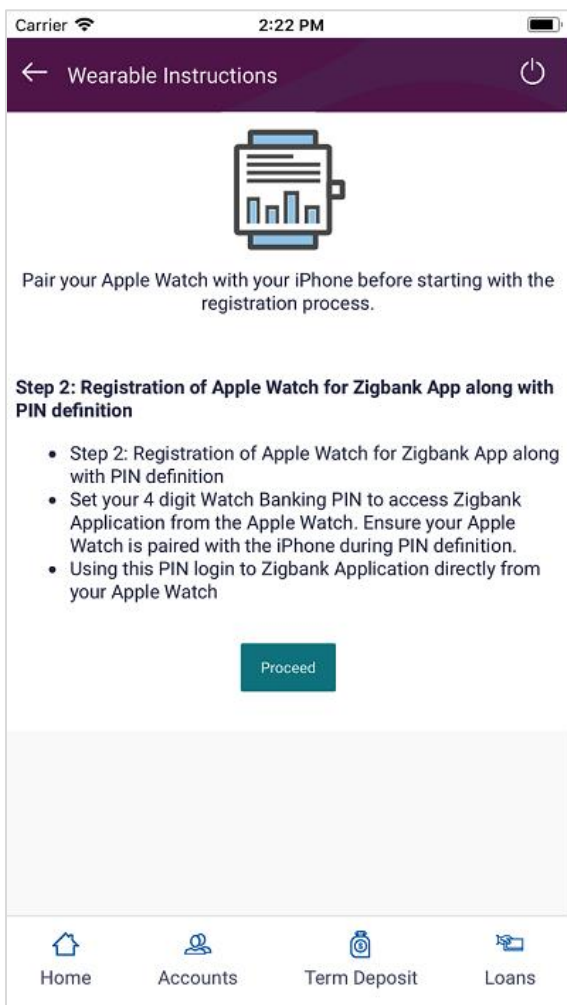 Carrier
2:22 PM
Wearable Instructions
Pair your Apple Watch with your iPhone before starting with the
registration process.
Step 2: Registration of Apple Watch for Zigbank App along with
PIN definition
• Step 2: Registration of Apple Watch for Zigbank App along
with PIN definition
• Set your 4 digit Watch Banking PIN to access Zigbank
Application from the Apple Watch. Ensure your Apple
Watch is paired with the iPhone during PIN definition.
• Using this PIN login to Zigbank Application directly from
your Apple Watch
Proceed
Home
Accounts
Term Deposit
Loans